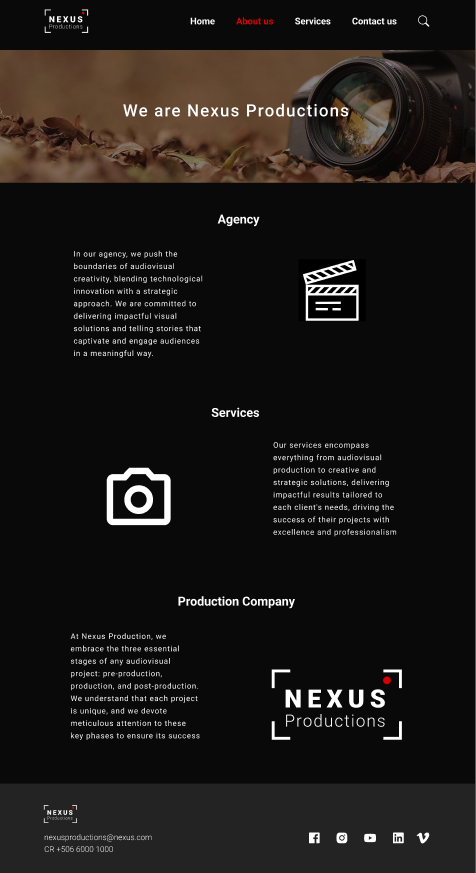 NEXUS
Productions
Home
About us
Services
Contact us
We are Nexus Productions
Agency
In our agency, we push the
boundaries of audiovisual
creativity, blending technological
innovation with a strategic
approach. We are committed to
delivering impactful visual
solutions and telling stories that
captivate and engage audiences
in a meaningful way.
Services
Our services encompass
everything from audiovisual
production to creative and
strategic solutions, delivering
impactful results tailored to
each client's needs, driving the
success of their projects with
excellence and professionalism
Production Company
At Nexus Production, we
embrace the three essential
stages of any audiovisual
project: pre-production,
production, and post-production.
We understand that each project
is unique, and we devote
meticulous attention to these
key phases to ensure its success
NEXUS
Productions
NEXUS
Productions
nexusproductions@nexus.com
CR +506 6000 1000